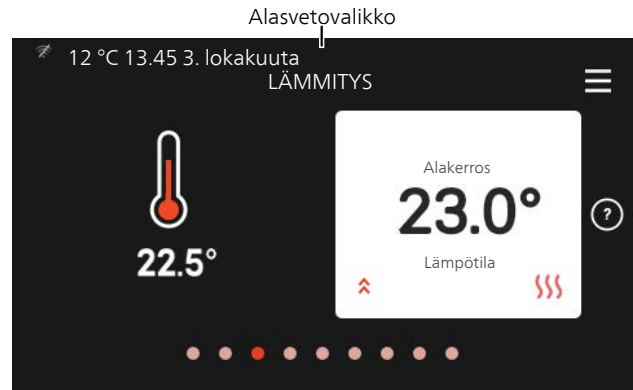 Alasvetovalikko
12 °C 13.45 3. lokakuuta
LÄMMITYS
Alakerros
23.0°
Lämpötila
22.5°
?